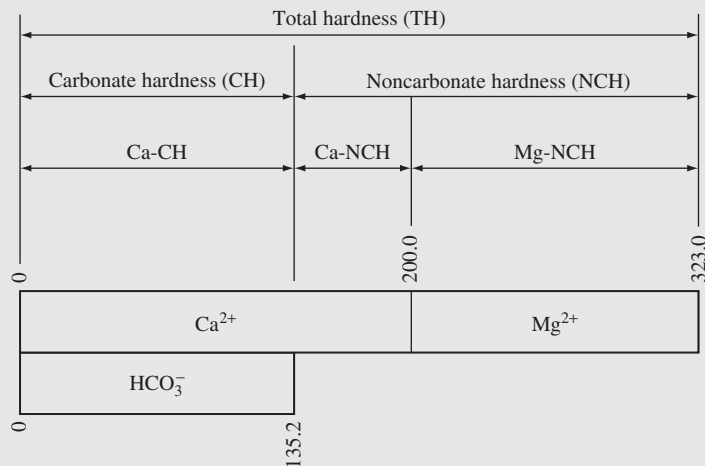 Total hardness (TH)
Carbonate hardness (CH)
Noncarbonate hardness (NCH)
Ca-CH
Ca-NCH
Mg-NCH
0
200.0
323.0
Ca²⁺
Mg²⁺
HCO₃⁻
0
135.2